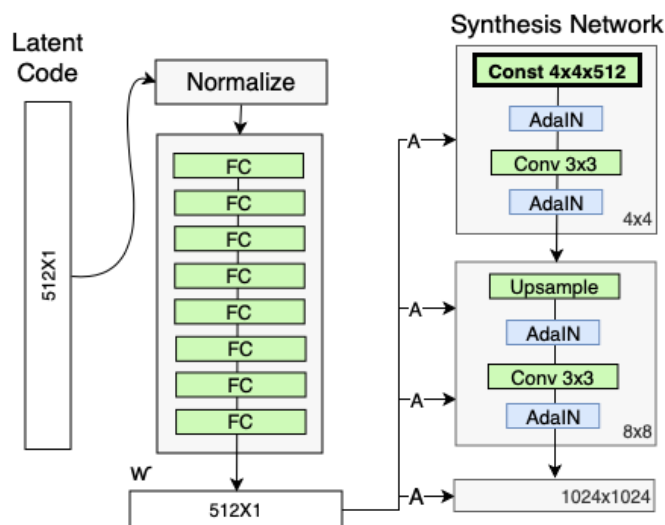 Latent
Code
512X1
Normalize
FC
FC
FC
FC
FC
FC
FC
FC
w
512X1
A
A
A
A
Synthesis Network
Const 4x4x512
AdaIN
Conv 3x3
AdaIN
4x4
Upsample
AdaIN
Conv 3x3
AdaIN
8x8
1024x1024